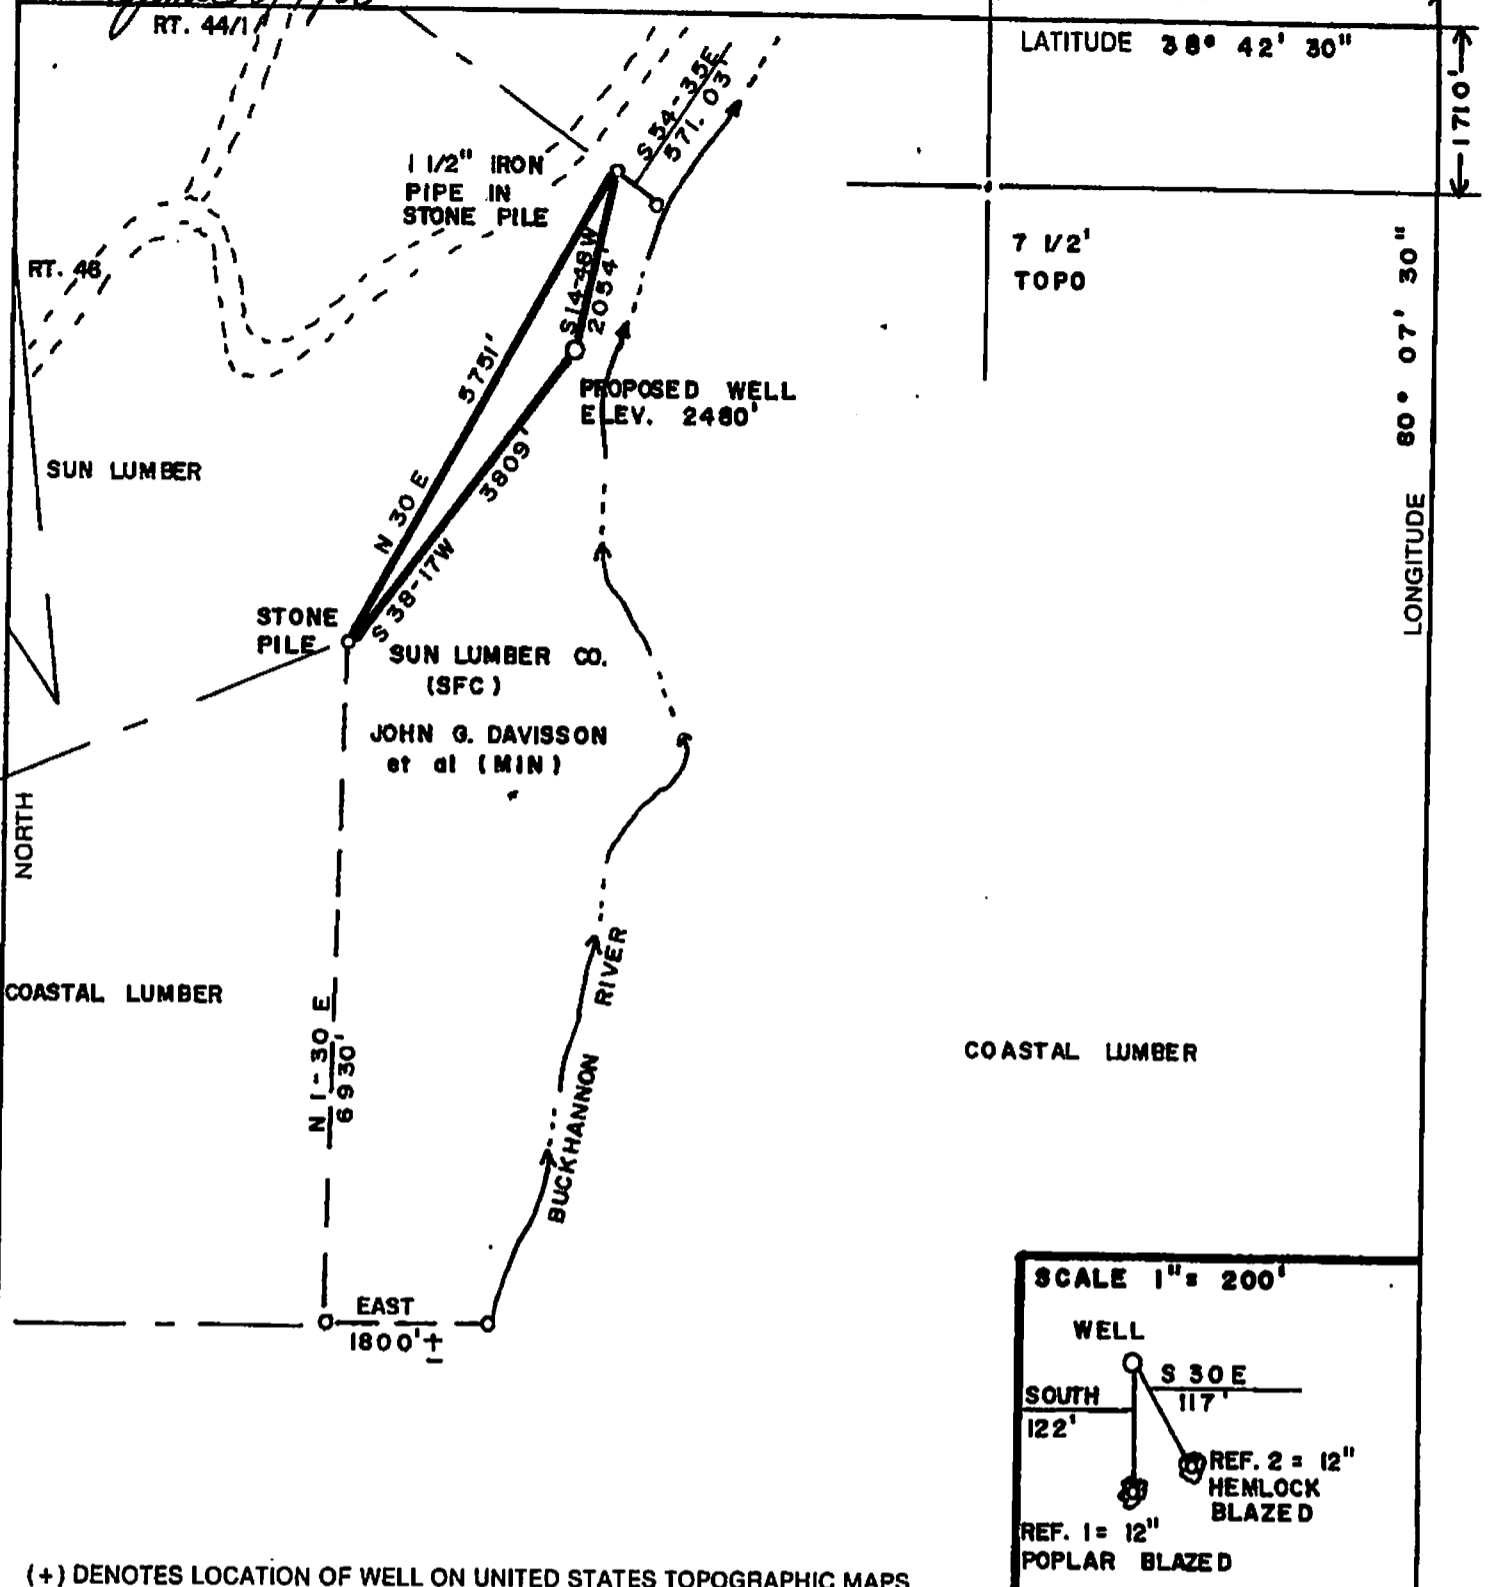 RT. 44/1
LATITUDE 38° 42' 30"
1710'
S 54-35E
571.03'
1 1/2" IRON
PIPE IN
STONE PILE
7 1/2'
TOPO
80° 07' 30"
LONGITUDE
RT. 46
S14-48W
2054'
5751'
N 30 E
PROPOSED WELL
ELEV. 2480'
3809'
S 38-17W
SUN LUMBER
STONE
PILE
SUN LUMBER CO.
(SFC)
JOHN G. DAVISSON
et al (MIN)
NORTH
COASTAL LUMBER
N 1-30 E
6930'
BUCKHANNON RIVER
COASTAL LUMBER
EAST
1800'±
SCALE 1"= 200'
WELL
S 30 E
117'
SOUTH
122'
REF. 2 = 12"
HEMLOCK
BLAZED
REF. 1= 12"
POPLAR BLAZED
(+) DENOTES LOCATION OF WELL ON UNITED STATES TOPOGRAPHIC MAPS